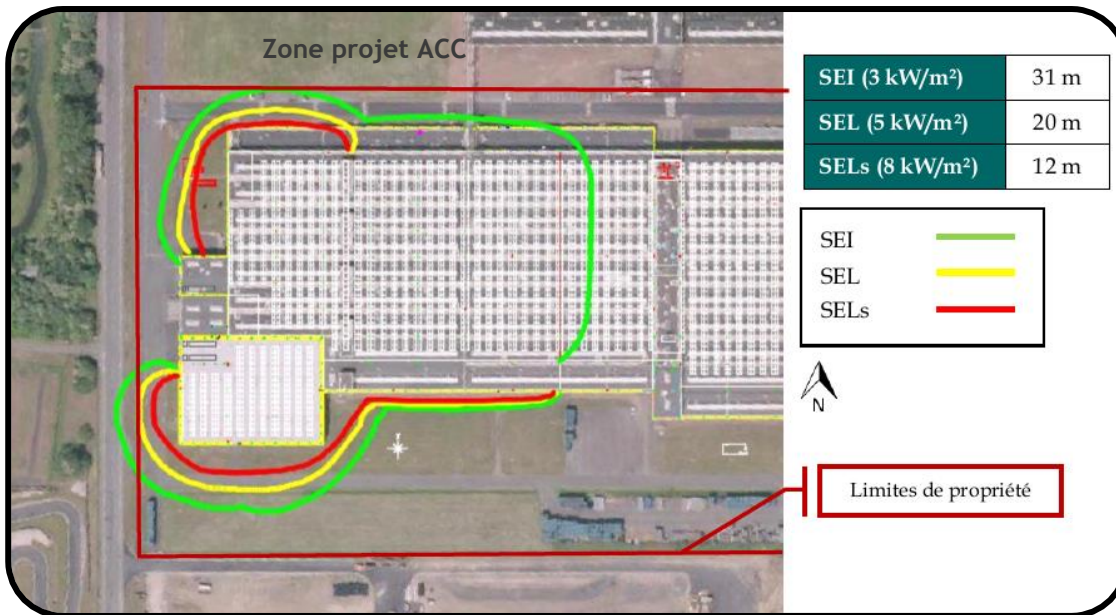 Zone projet ACC
SEI (3 kW/m²) 31 m
SEL (5 kW/m²) 20 m
SELs (8 kW/m²) 12 m
SEI
SEL
SELs
N
Limites de propriété